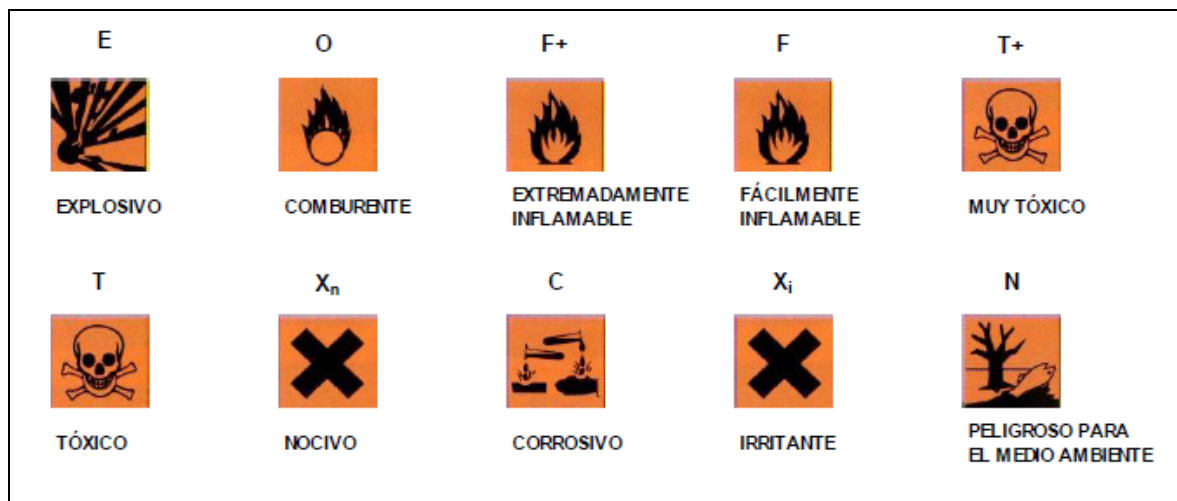 E O F+ F T+
EXPLOSIVO COMBURENTE EXTREMADAMENTE FÁCILMENTE MUY TÓXICO
INFLAMABLE INFLAMABLE
T Xn C Xi N
TÓXICO NOCIVO CORROSIVO IRRITANTE PELIGROSO PARA
EL MEDIO AMBIENTE